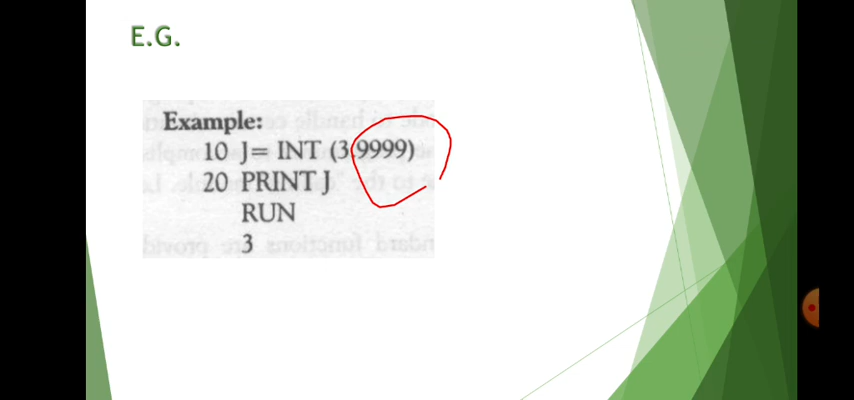 E.G.
Example:
10 J= INT (3.9999)
20 PRINT J
RUN
3